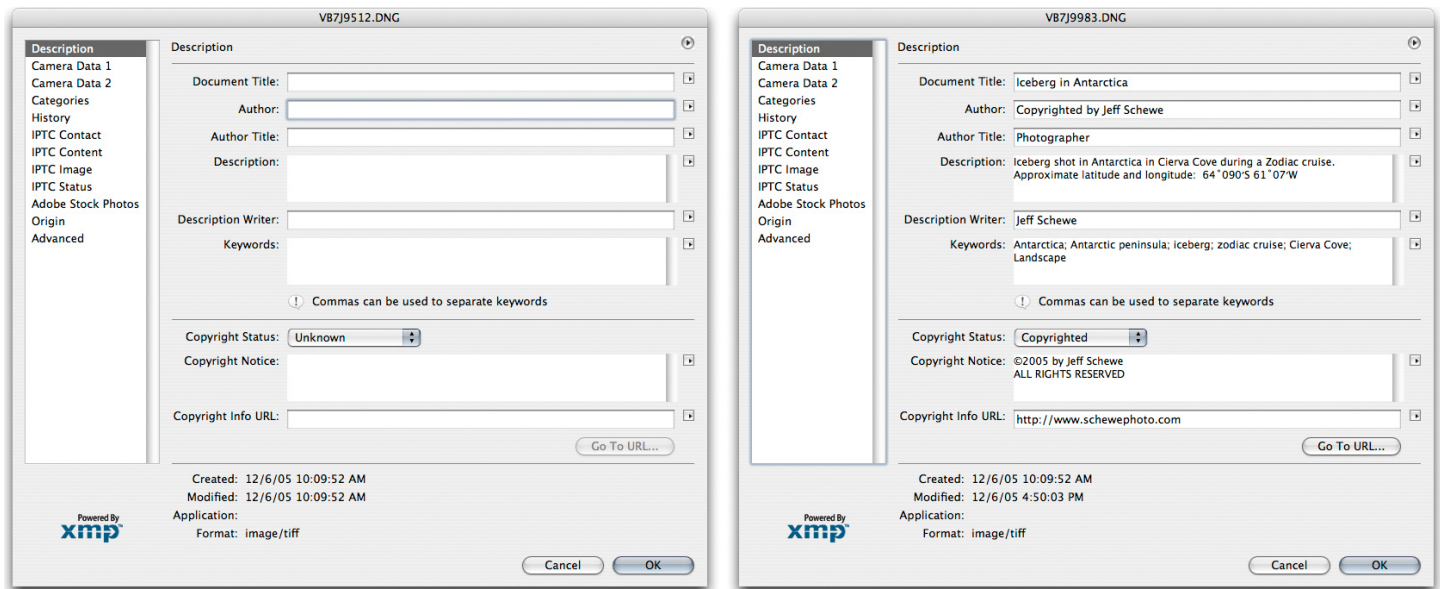 VB7J9512.DNG
Description
Camera Data 1
Camera Data 2
Categories
History
IPTC Contact
IPTC Content
IPTC Image
IPTC Status
Adobe Stock Photos
Origin
Advanced
Description
Document Title:
Author:
Author Title:
Description:
Description Writer:
Keywords:
! Commas can be used to separate keywords
Copyright Status: Unknown
Copyright Notice:
Copyright Info URL:
Go To URL...
Created: 12/6/05 10:09:52 AM
Modified: 12/6/05 10:09:52 AM
Application:
Format: image/tiff
Powered By
xmp™
Cancel OK
VB7J9983.DNG
Description
Camera Data 1
Camera Data 2
Categories
History
IPTC Contact
IPTC Content
IPTC Image
IPTC Status
Adobe Stock Photos
Origin
Advanced
Description
Document Title: Iceberg in Antarctica
Author: Copyrighted by Jeff Schewe
Author Title: Photographer
Description: Iceberg shot in Antarctica in Cierva Cove during a Zodiac cruise.
Approximate latitude and longitude: 64˚090'S 61˚07'W
Description Writer: Jeff Schewe
Keywords: Antarctica; Antarctic peninsula; iceberg; zodiac cruise; Cierva Cove;
Landscape
! Commas can be used to separate keywords
Copyright Status: Copyrighted
Copyright Notice: ©2005 by Jeff Schewe
ALL RIGHTS RESERVED
Copyright Info URL: http://www.schewephoto.com
Go To URL...
Created: 12/6/05 10:09:52 AM
Modified: 12/6/05 4:50:03 PM
Application:
Format: image/tiff
Powered By
xmp™
Cancel OK